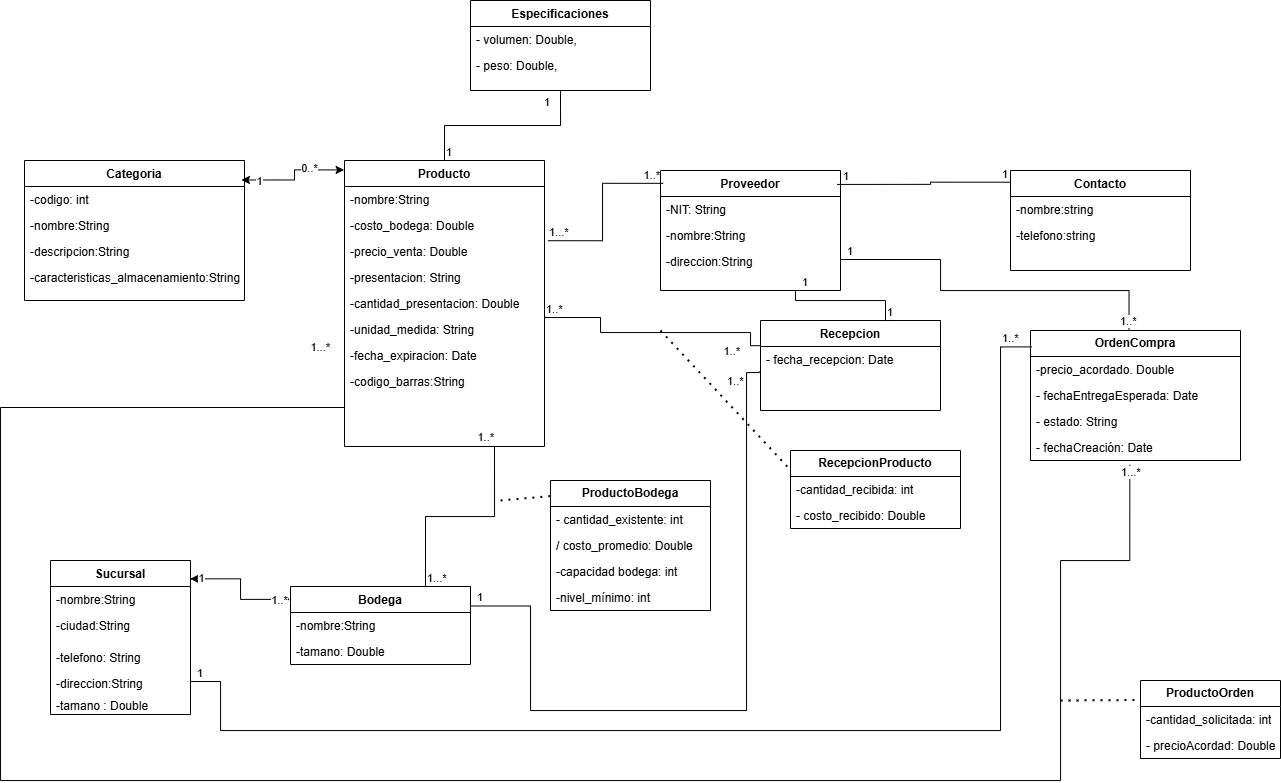 Especificaciones
- volumen: Double,
- peso: Double,
1
1
Categoria
-codigo: int
-nombre:String
-descripcion:String
-caracteristicas_almacenamiento:String
1
0..*
Producto
-nombre:String
-costo_bodega: Double
-precio_venta: Double
-presentacion: String
-cantidad_presentacion: Double
-unidad_medida: String
-fecha_expiracion: Date
-codigo_barras:String
1...*
1..*
1...*
1..*
1..*
Proveedor
-NIT: String
-nombre:String
-direccion:String
1
1
1
1
Contacto
-nombre:string
-telefono:string
1
Recepcion
- fecha_recepcion: Date
1..*
1..*
1..*
1..*
OrdenCompra
-precio_acordado. Double
- fechaEntregaEsperada: Date
- estado: String
- fechaCreación: Date
1...*
RecepcionProducto
-cantidad_recibida: int
- costo_recibido: Double
ProductoBodega
- cantidad_existente: int
/ costo_promedio: Double
-capacidad bodega: int
-nivel_mínimo: int
Sucursal
-nombre:String
-ciudad:String
-telefono: String
-direccion:String
-tamano : Double
1
1..*
1
1...*
Bodega
-nombre:String
-tamano: Double
1
ProductoOrden
-cantidad_solicitada: int
- precioAcordad: Double